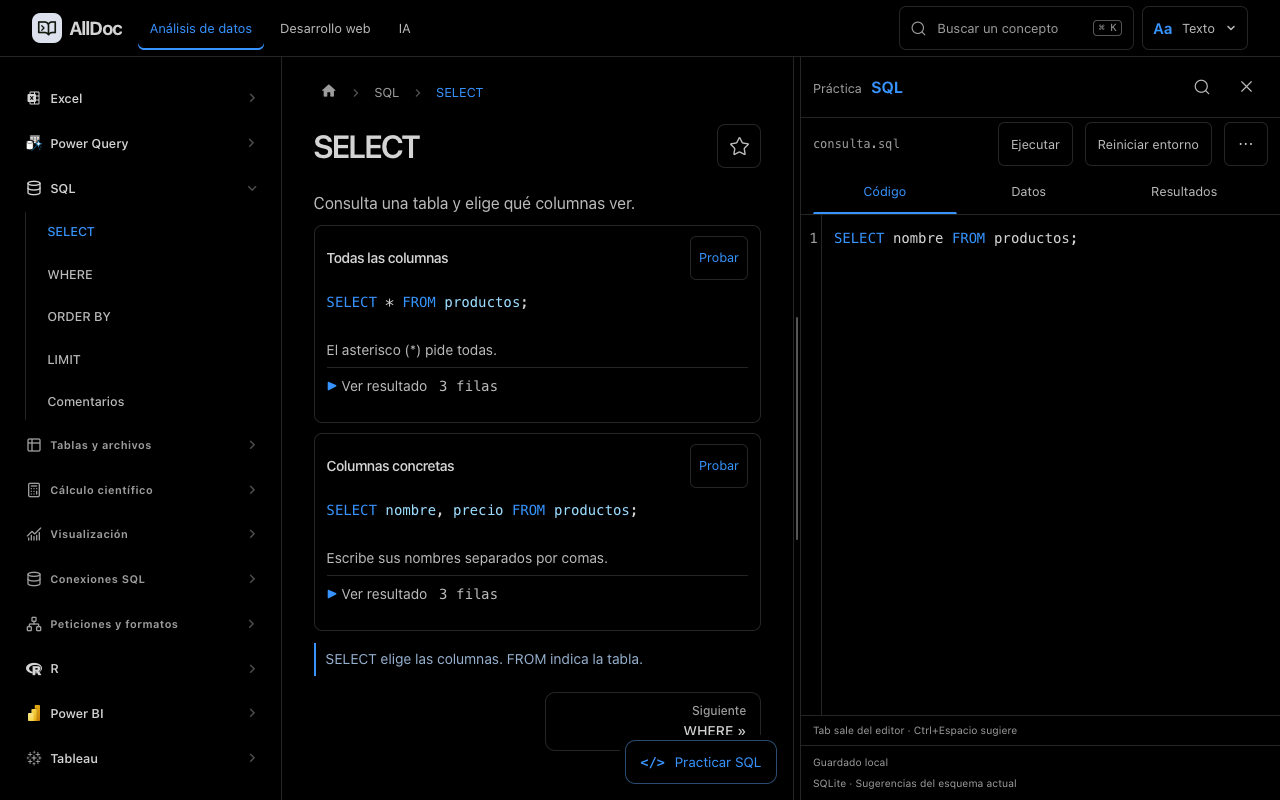 AllDoc
Análisis de datos
Desarrollo web
IA
Buscar un concepto
⌘ K
Aa Texto
Excel
Power Query
SQL
SELECT
WHERE
ORDER BY
LIMIT
Comentarios
Tablas y archivos
Cálculo científico
Visualización
Conexiones SQL
Peticiones y formatos
R
Power BI
Tableau
SQL
SELECT
SELECT
Consulta una tabla y elige qué columnas ver.
Todas las columnas
Probar
SELECT * FROM productos;
El asterisco (*) pide todas.
Ver resultado 3 filas
Columnas concretas
Probar
SELECT nombre, precio FROM productos;
Escribe sus nombres separados por comas.
Ver resultado 3 filas
SELECT elige las columnas. FROM indica la tabla.
Siguiente
WHERE »
</> Practicar SQL
Práctica SQL
consulta.sql
Ejecutar
Reiniciar entorno
...
Código
Datos
Resultados
1 SELECT nombre FROM productos;
Tab sale del editor · Ctrl+Espacio sugiere
Guardado local
SQLite · Sugerencias del esquema actual